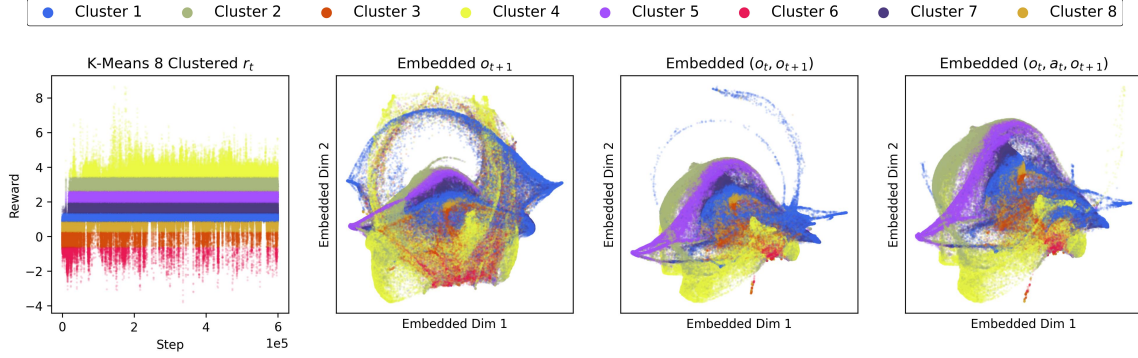 Cluster 1 Cluster 2 Cluster 3 Cluster 4 Cluster 5 Cluster 6 Cluster 7 Cluster 8
K-Means 8 Clustered r_t
Embedded o_{t+1}
Embedded (o_t, o_{t+1})
Embedded (o_t, a_t, o_{t+1})
Reward
8
6
4
2
0
−2
−4
0 2 4 6
1e5
Step
Embedded Dim 2
Embedded Dim 1
Embedded Dim 2
Embedded Dim 1
Embedded Dim 2
Embedded Dim 1